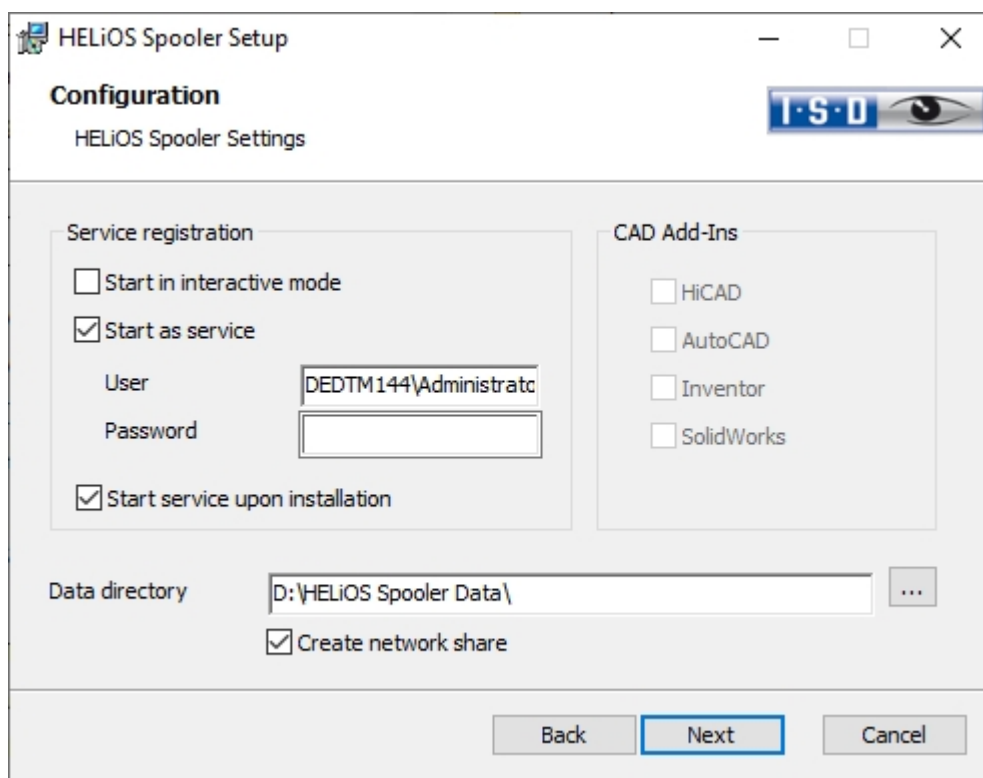 HELiOS Spooler Setup
Configuration
HELiOS Spooler Settings
I·S·D
Service registration
Start in interactive mode
Start as service
User
DEDTM144\Administrato
Password
Start service upon installation
CAD Add-Ins
HiCAD
AutoCAD
Inventor
SolidWorks
Data directory
D:\HELiOS Spooler Data\
...
Create network share
Back
Next
Cancel